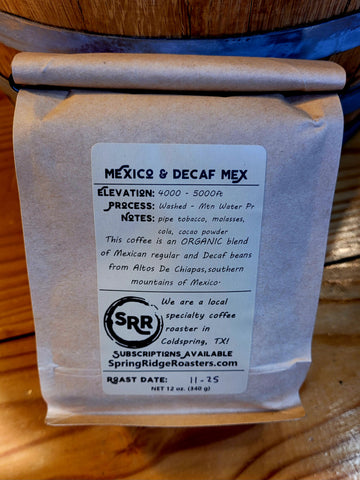 MEXICO & DECAF MEX
ELEVATION: 4000 - 5000ft
PROCESS: Washed - Mtn Water Pr
NOTES: pipe tobacco, molasses,
cola, cocao powder
This coffee is an ORGANIC blend
of Mexican regular and Decaf beans
from Altos De Chiapas, southern
mountains of Mexico.
SRR
We are a local
specialty coffee
roaster in
Coldspring, TX!
SUBSCRIPTIONS AVAILABLE
SpringRidgeRoasters.com
ROAST DATE: 11-25
NET 12 oz. (340 g)